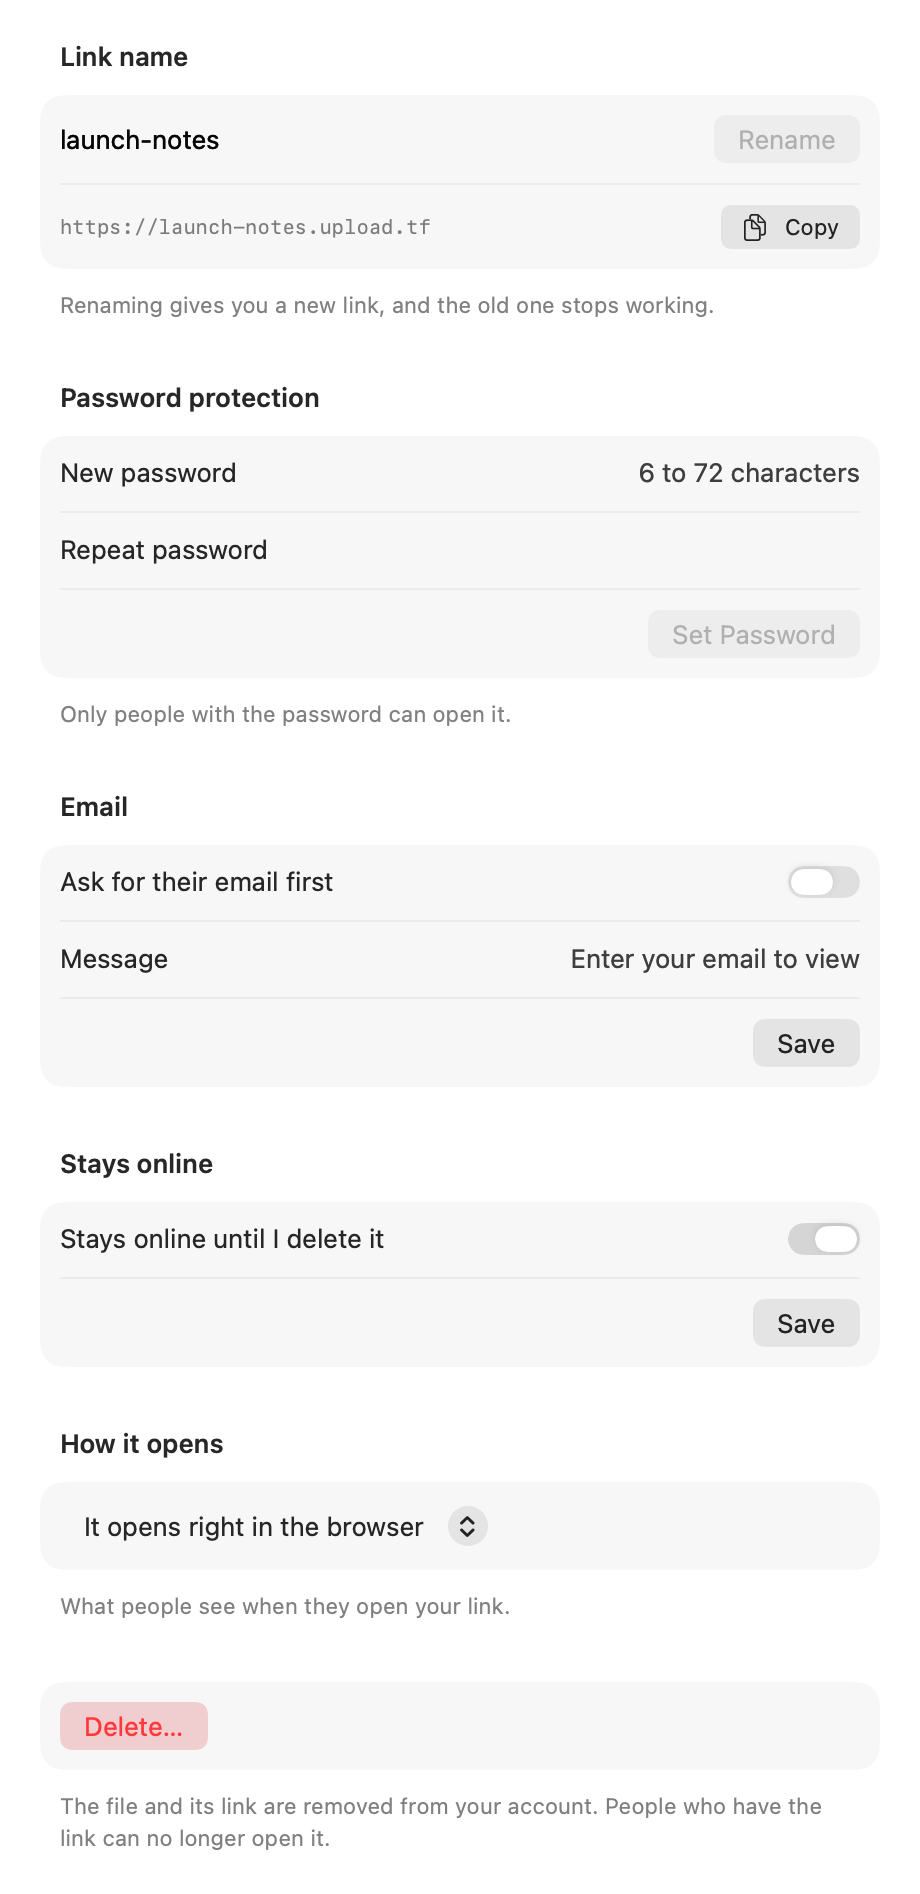 Link name
launch-notes
Rename
https://launch-notes.upload.tf
Copy
Renaming gives you a new link, and the old one stops working.
Password protection
New password
6 to 72 characters
Repeat password
Set Password
Only people with the password can open it.
Email
Ask for their email first
Message
Enter your email to view
Save
Stays online
Stays online until I delete it
Save
How it opens
It opens right in the browser
What people see when they open your link.
Delete...
The file and its link are removed from your account. People who have the
link can no longer open it.